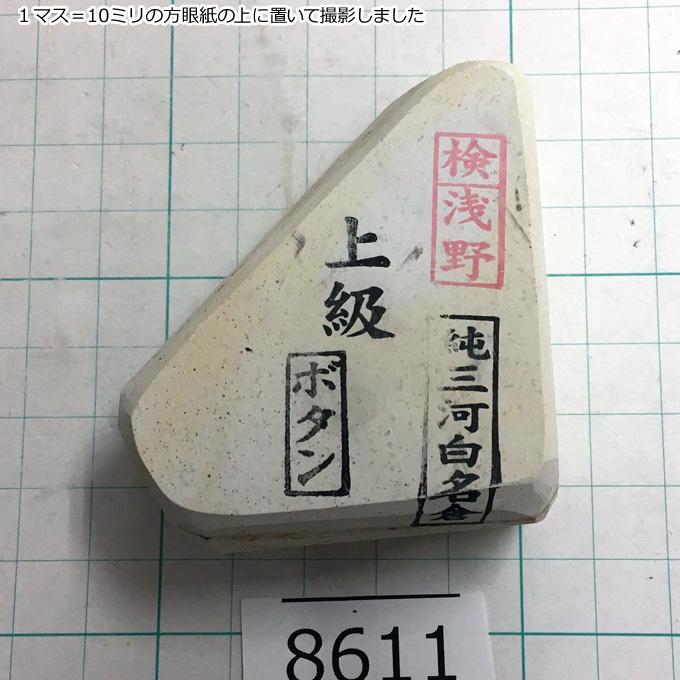 １マス＝10ミリの方眼紙の上に置いて撮影しました
検浅野
上級
純三河白名倉
ボタン
8611